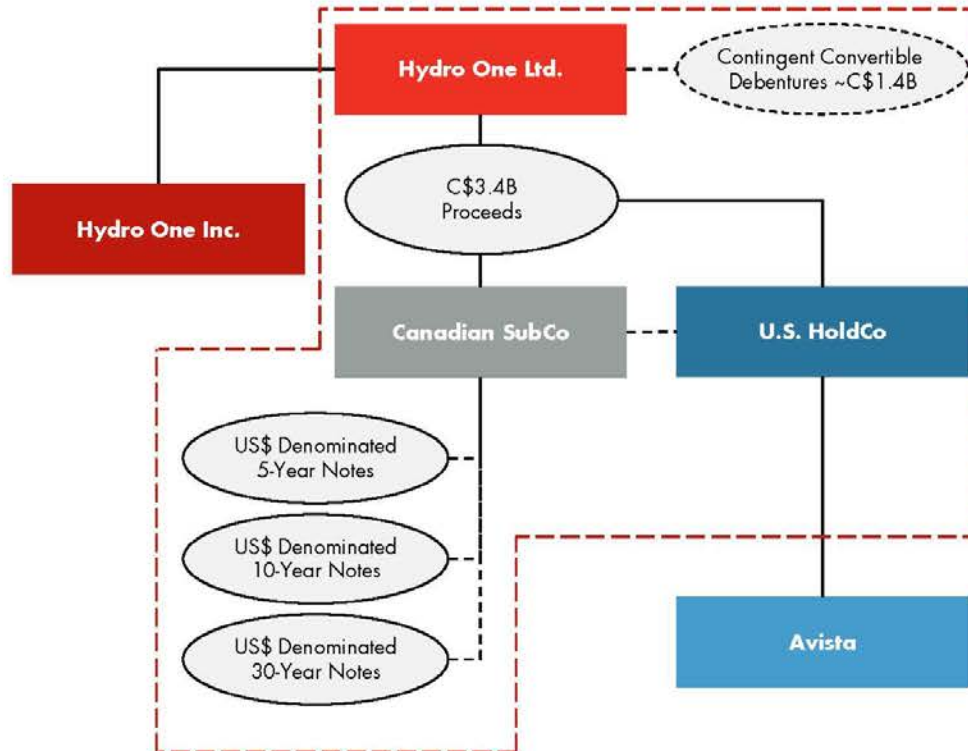 Hydro One Ltd.
Contingent Convertible
Debentures ~C$1.4B
C$3.4B
Proceeds
Hydro One Inc.
Canadian SubCo
U.S. HoldCo
US$ Denominated
5-Year Notes
US$ Denominated
10-Year Notes
US$ Denominated
30-Year Notes
Avista